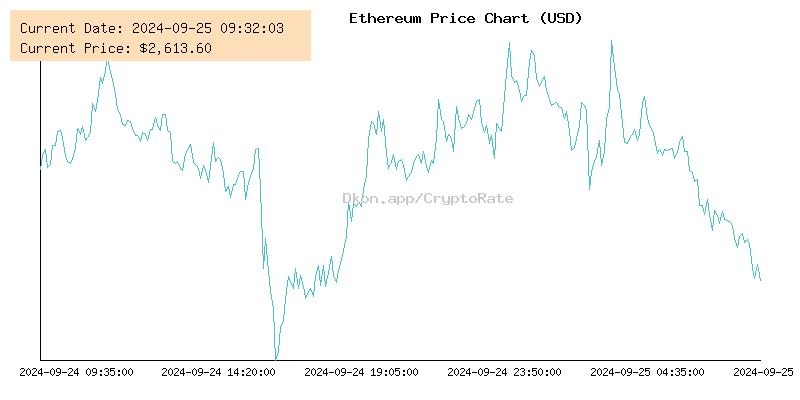 Ethereum Price Chart (USD)
Current Date: 2024-09-25 09:32:03
Current Price: $2,613.60
Dkon.app/CryptoRate
2024-09-24 09:35:00 2024-09-24 14:20:00 2024-09-24 19:05:00 2024-09-24 23:50:00 2024-09-25 04:35:00 2024-09-25